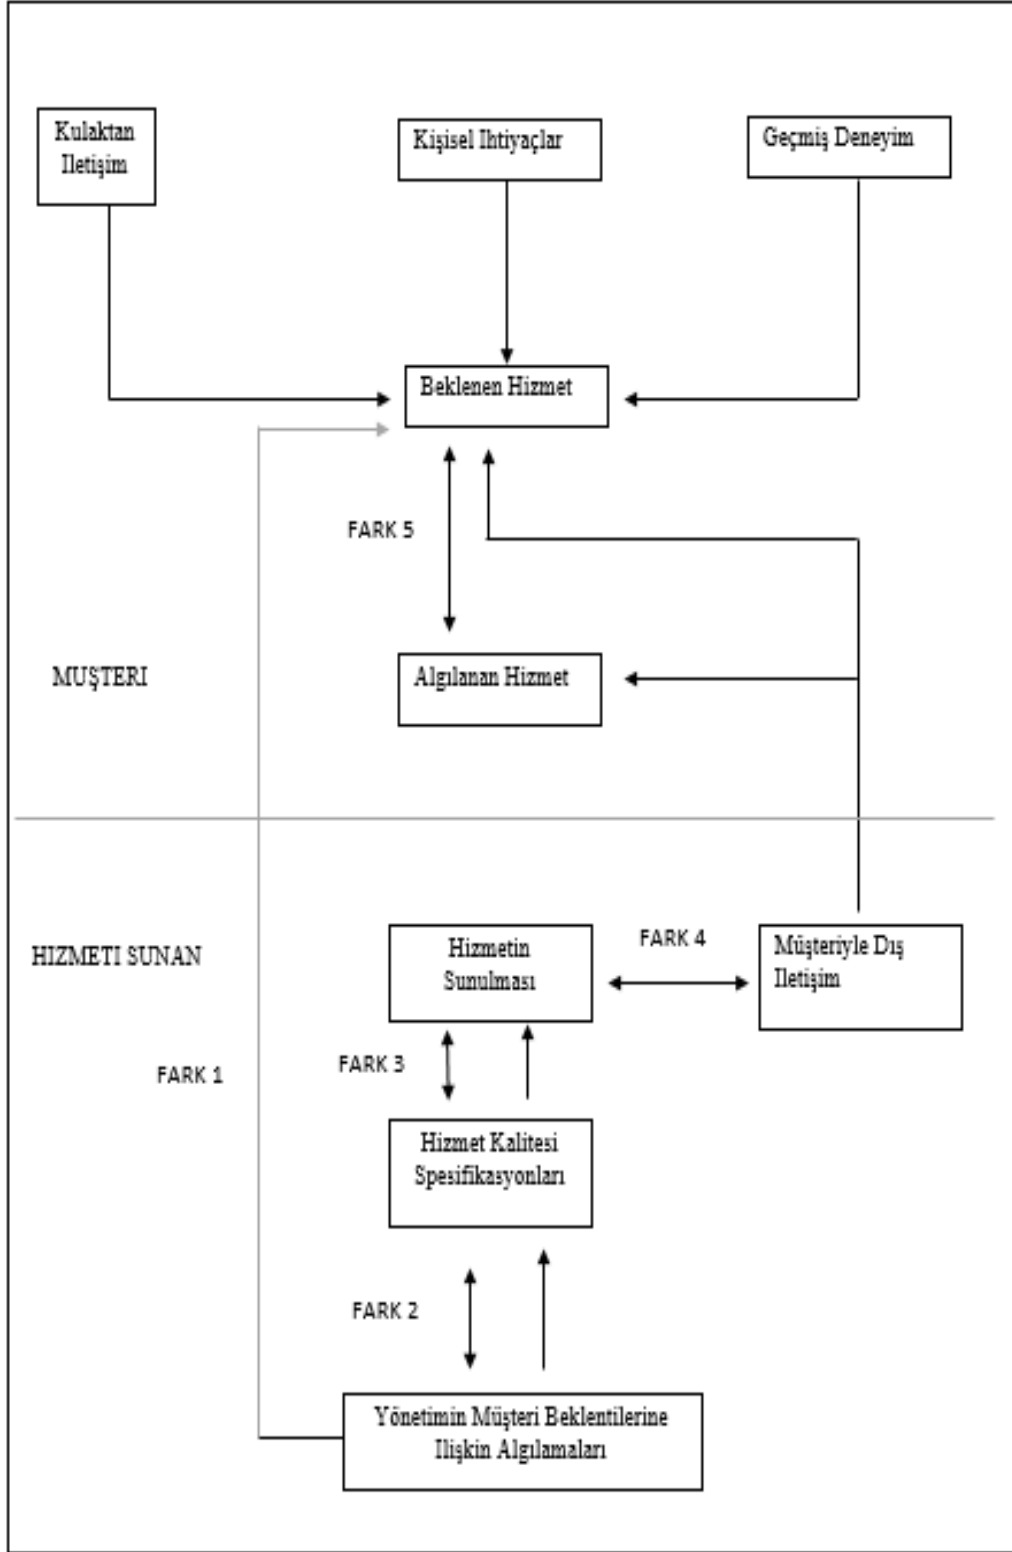 Kulaktan
Iletişim
Kişisel Ihtiyaçlar
Geçmiş Deneyim
Beklenen Hizmet
FARK 5
MUŞTERI
Algılanan Hizmet
HIZMETI SUNAN
Hizmetin
Sunulması
FARK 4
Müşteriyle Dış
Iletişim
FARK 1
FARK 3
Hizmet Kalitesi
Spesifikasyonları
FARK 2
Yönetimin Müşteri Beklentilerine
Ilişkin Algılamaları